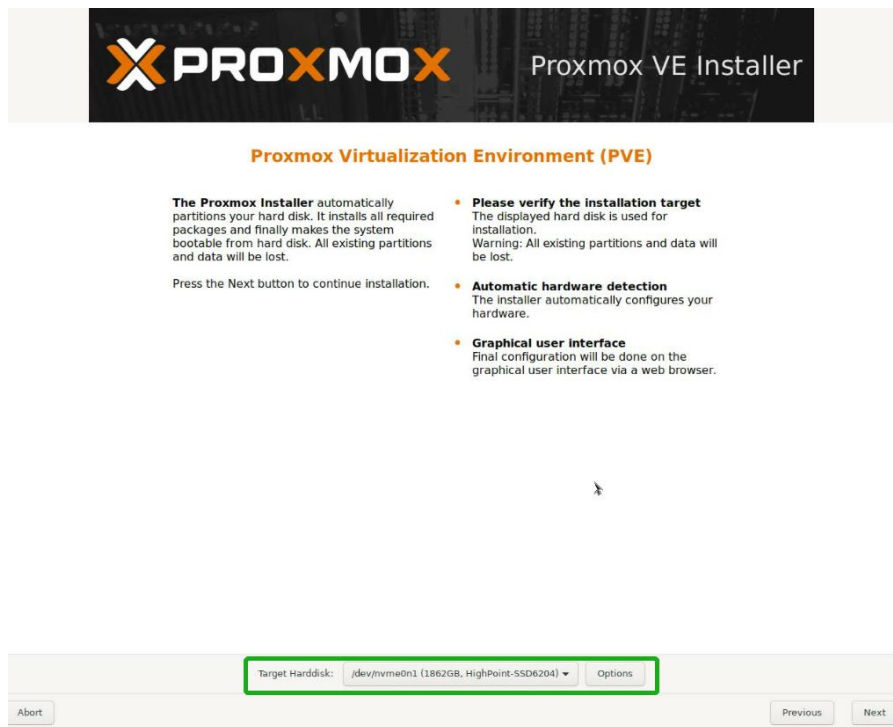 PROXMOX
Proxmox VE Installer
Proxmox Virtualization Environment (PVE)
The Proxmox Installer automatically
partitions your hard disk. It installs all required
packages and finally makes the system
bootable from hard disk. All existing partitions
and data will be lost.
Press the Next button to continue installation.
• Please verify the installation target
The displayed hard disk is used for
installation.
Warning: All existing partitions and data will
be lost.
• Automatic hardware detection
The installer automatically configures your
hardware.
• Graphical user interface
Final configuration will be done on the
graphical user interface via a web browser.
Target Harddisk: /dev/nvme0n1 (1862GB, HighPoint-SSD6204) Options
Abort Previous Next